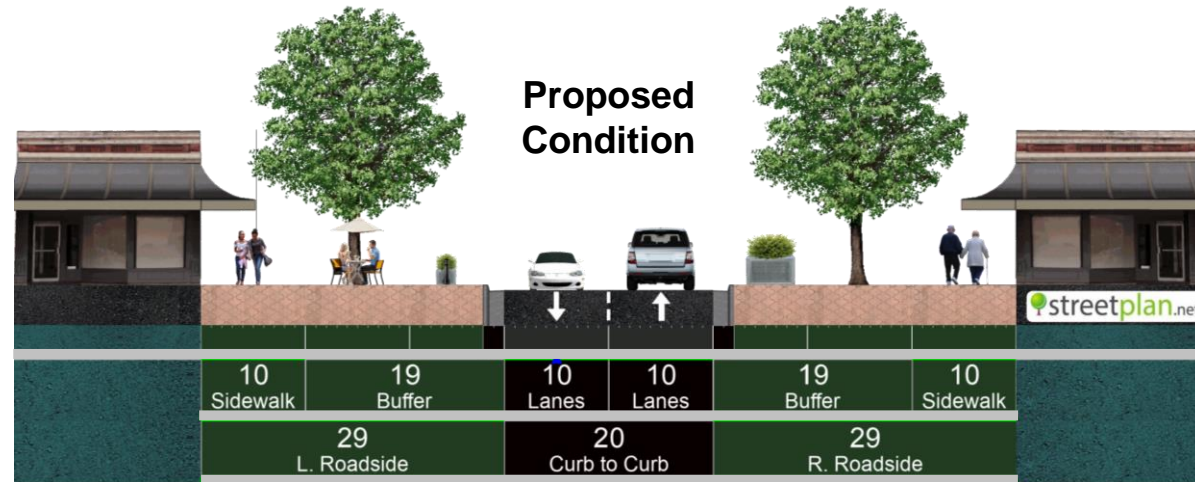 Proposed
Condition
streetplan.net
10 19 10 10 19 10
Sidewalk Buffer Lanes Lanes Buffer Sidewalk
29 20 29
L. Roadside Curb to Curb R. Roadside